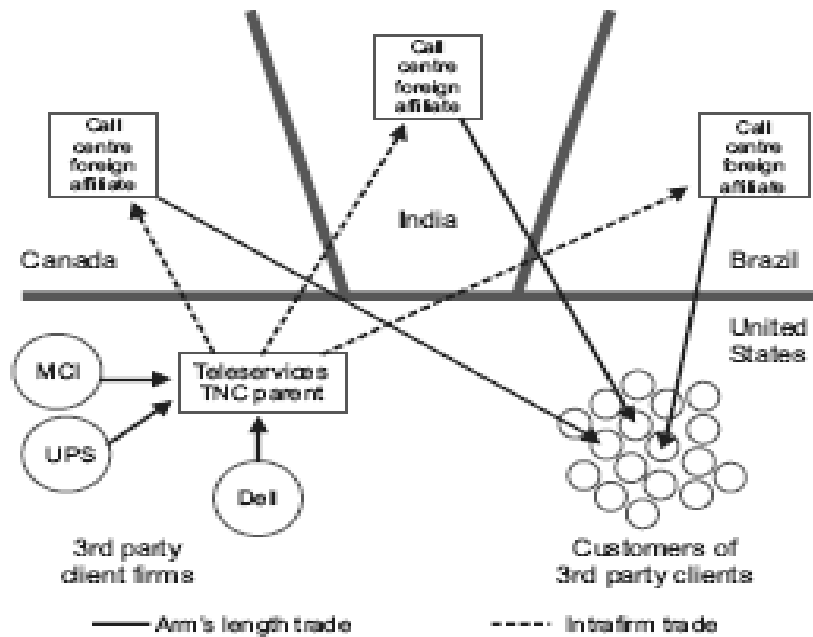 Call
centre
foreign
affiliate
Call
centre
foreign
affiliate
Call
centre
foreign
affiliate
India
Canada
Brazil
United
States
MCI
Teleservices
TNC parent
UPS
Dell
3rd party
client firms
Customers of
3rd party clients
Arm's length trade
Intrafirm trade